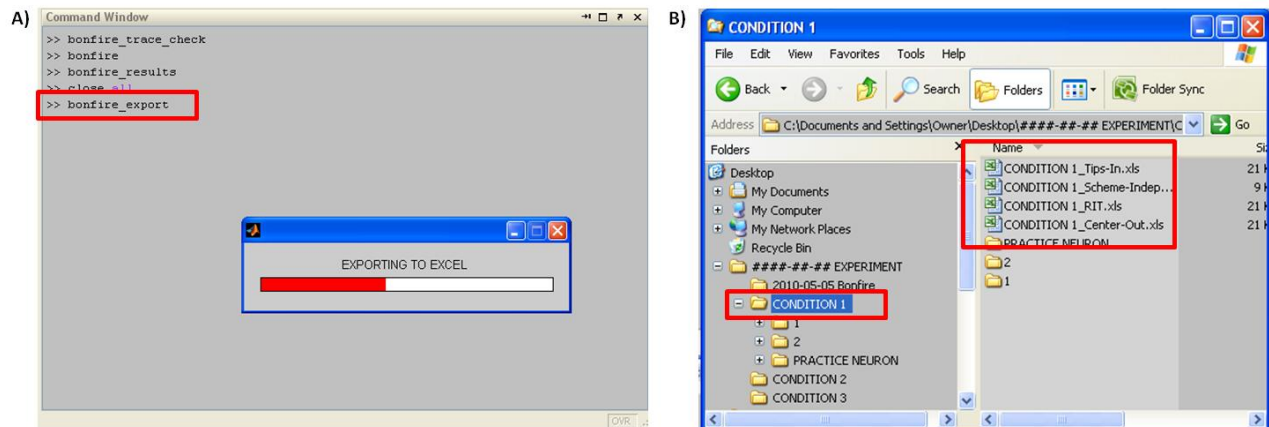 A)
Command Window
>> bonfire_trace_check
>> bonfire
>> bonfire_results
>> close all
>> bonfire_export
EXPORTING TO EXCEL
OVR
B)
CONDITION 1
File Edit View Favorites Tools Help
Back Search Folders Folder Sync
Address C:\Documents and Settings\Owner\Desktop\####-##-## EXPERIMENT\C Go
Folders
Desktop
My Documents
My Computer
My Network Places
Recycle Bin
####-##-## EXPERIMENT
2010-05-05 Bonfire
CONDITION 1
1
2
PRACTICE NEURON
CONDITION 2
CONDITION 3
Name Si
CONDITION 1_Tips-In.xls 21
CONDITION 1_Scheme-Indep... 9
CONDITION 1_RIT.xls 21
CONDITION 1_Center-Out.xls 21
PRACTICE NEURON
2
1